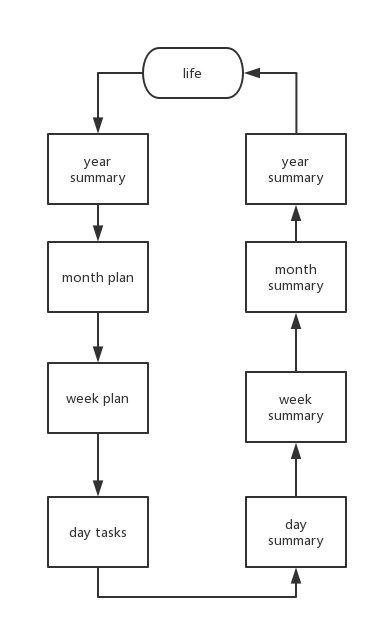 life
year
summary
month plan
week plan
day tasks
year
summary
month
summary
week
summary
day
summary